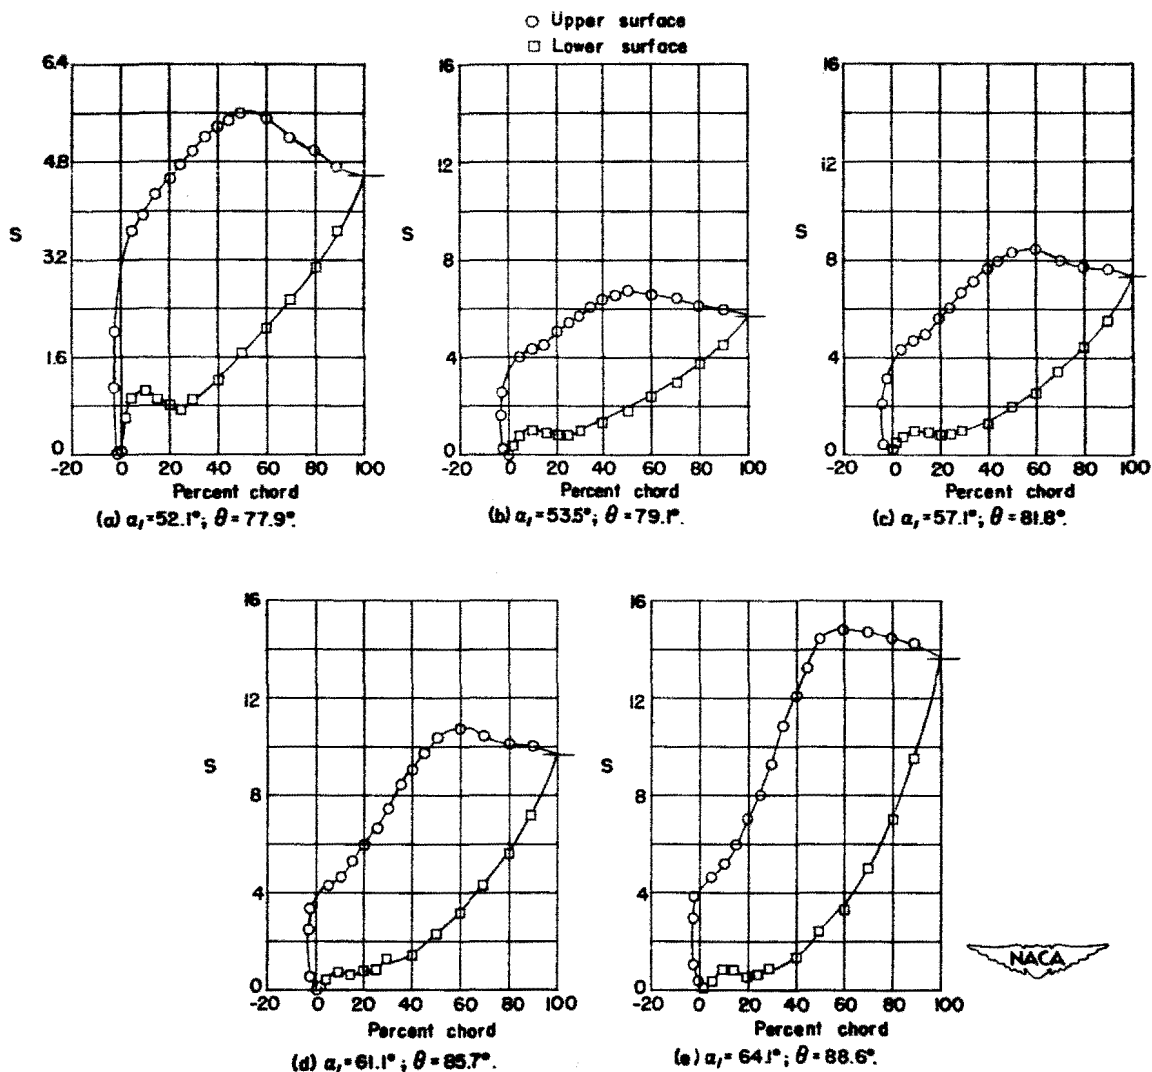 Upper surface
Lower surface
6.4
4.8
S
3.2
1.6
0
-20 0 20 40 60 80 100
Percent chord
(a) α₁=52.1°; θ=77.9°.
16
12
S
8
4
0
-20 0 20 40 60 80 100
Percent chord
(b) α₁=53.5°; θ=79.1°.
16
12
S
8
4
0
-20 0 20 40 60 80 100
Percent chord
(c) α₁=57.1°; θ=81.8°.
16
12
S
8
4
0
-20 0 20 40 60 80 100
Percent chord
(d) α₁=61.1°; θ=85.7°.
16
12
S
8
4
0
-20 0 20 40 60 80 100
Percent chord
(e) α₁=64.1°; θ=88.6°.
NACA